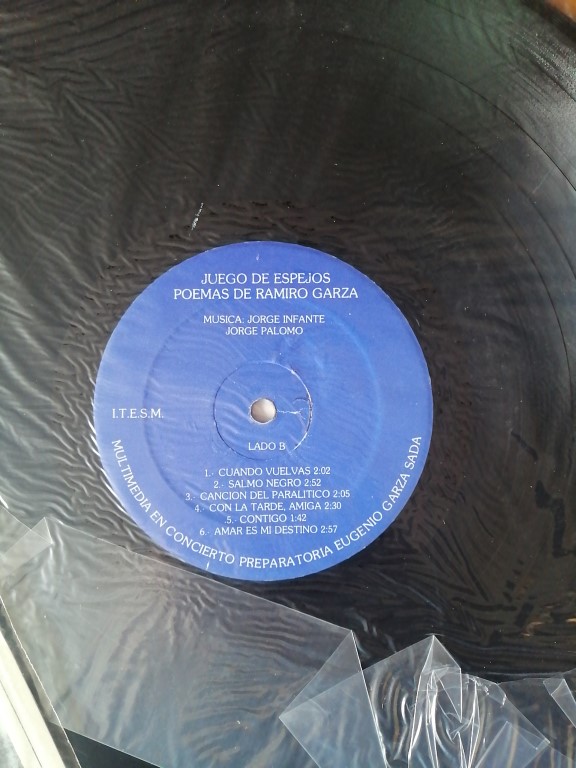 JUEGO DE ESPEJOS
POEMAS DE RAMIRO GARZA
MUSICA: JORGE INFANTE
JORGE PALOMO
I.T.E.S.M.
LADO B
1.- CUANDO VUELVAS 2:02
2.- SALMO NEGRO 2:52
3.- CANCION DEL PARALITICO 2:05
4.- CON LA TARDE, AMIGA 2:30
.5.- CONTIGO 1:42
6.- AMAR ES MI DESTINO 2:57
MULTIMEDIA EN CONCIERTO PREPARATORIA EUGENIO GARZA SADA